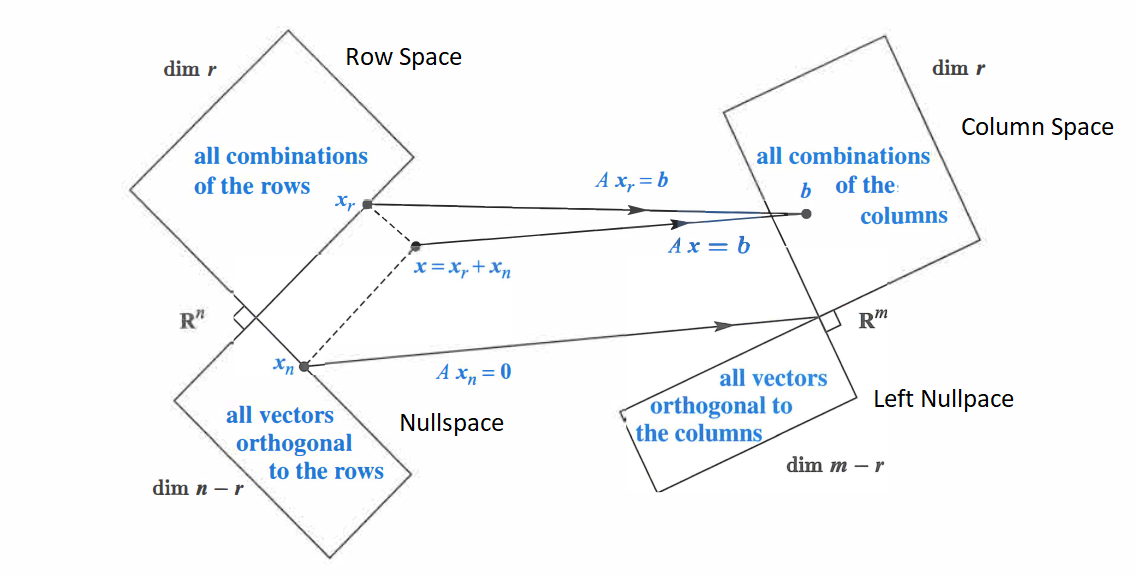 dim r
Row Space
all combinations
of the rows
x_r
A x_r = b
A x = b
x = x_r + x_n
R^n
x_n
A x_n = 0
all vectors
orthogonal
to the rows
Nullspace
dim n − r
dim r
Column Space
all combinations
b of the
columns
R^m
all vectors
orthogonal to
the columns
Left Nullpace
dim m − r